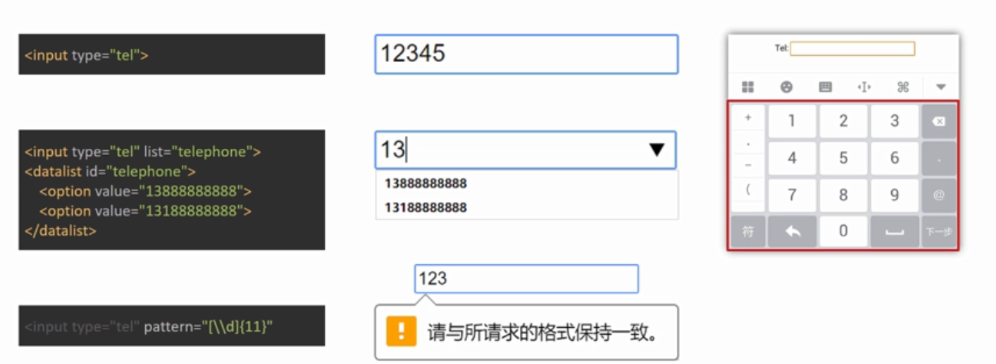 <input type="tel">
12345
Tel:
<input type="tel" list="telephone">
<datalist id="telephone">
<option value="13888888888">
<option value="13188888888">
</datalist>
13
13888888888
13188888888
+ 1 2 3
. 4 5 6 .
-
( 7 8 9 @
符 0 下一步
123
<input type="tel" pattern="[\\d]{11}"
请与所请求的格式保持一致。